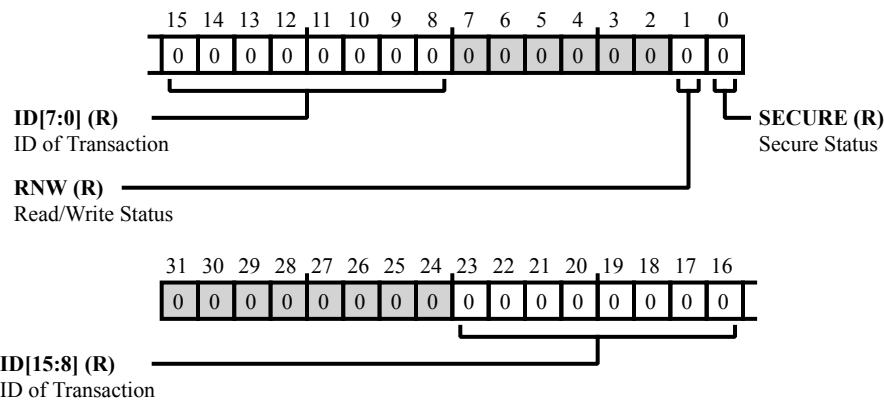 15 14 13 12 11 10 9 8 7 6 5 4 3 2 1 0
0 0 0 0 0 0 0 0 0 0 0 0 0 0 0 0
ID[7:0] (R)
ID of Transaction
SECURE (R)
Secure Status
RNW (R)
Read/Write Status
31 30 29 28 27 26 25 24 23 22 21 20 19 18 17 16
0 0 0 0 0 0 0 0 0 0 0 0 0 0 0 0
ID[15:8] (R)
ID of Transaction